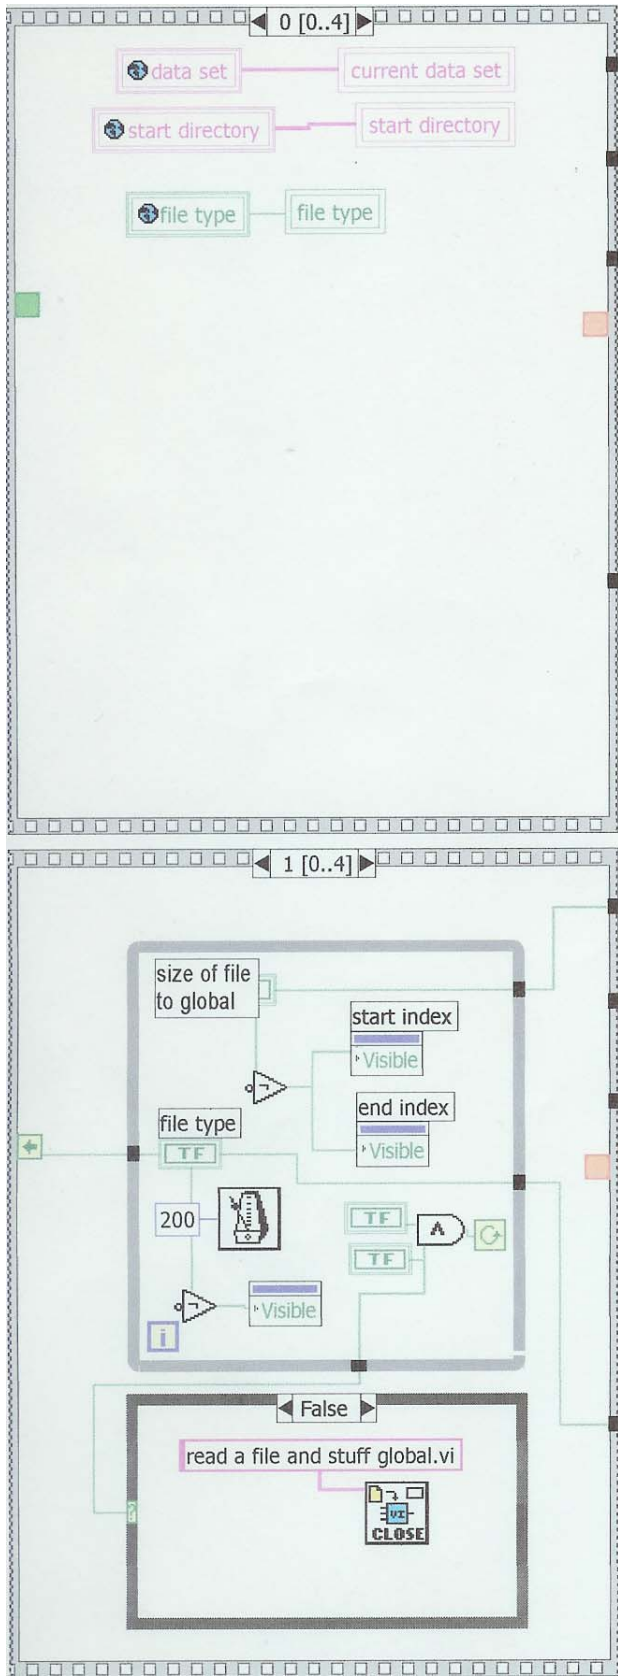 0 [0..4]
data set
current data set
start directory
start directory
file type
file type
1 [0..4]
size of file
to global
start index
Visible
end index
Visible
file type
TF
200
TF
TF
Visible
i
False
read a file and stuff global.vi
?
VI
CLOSE